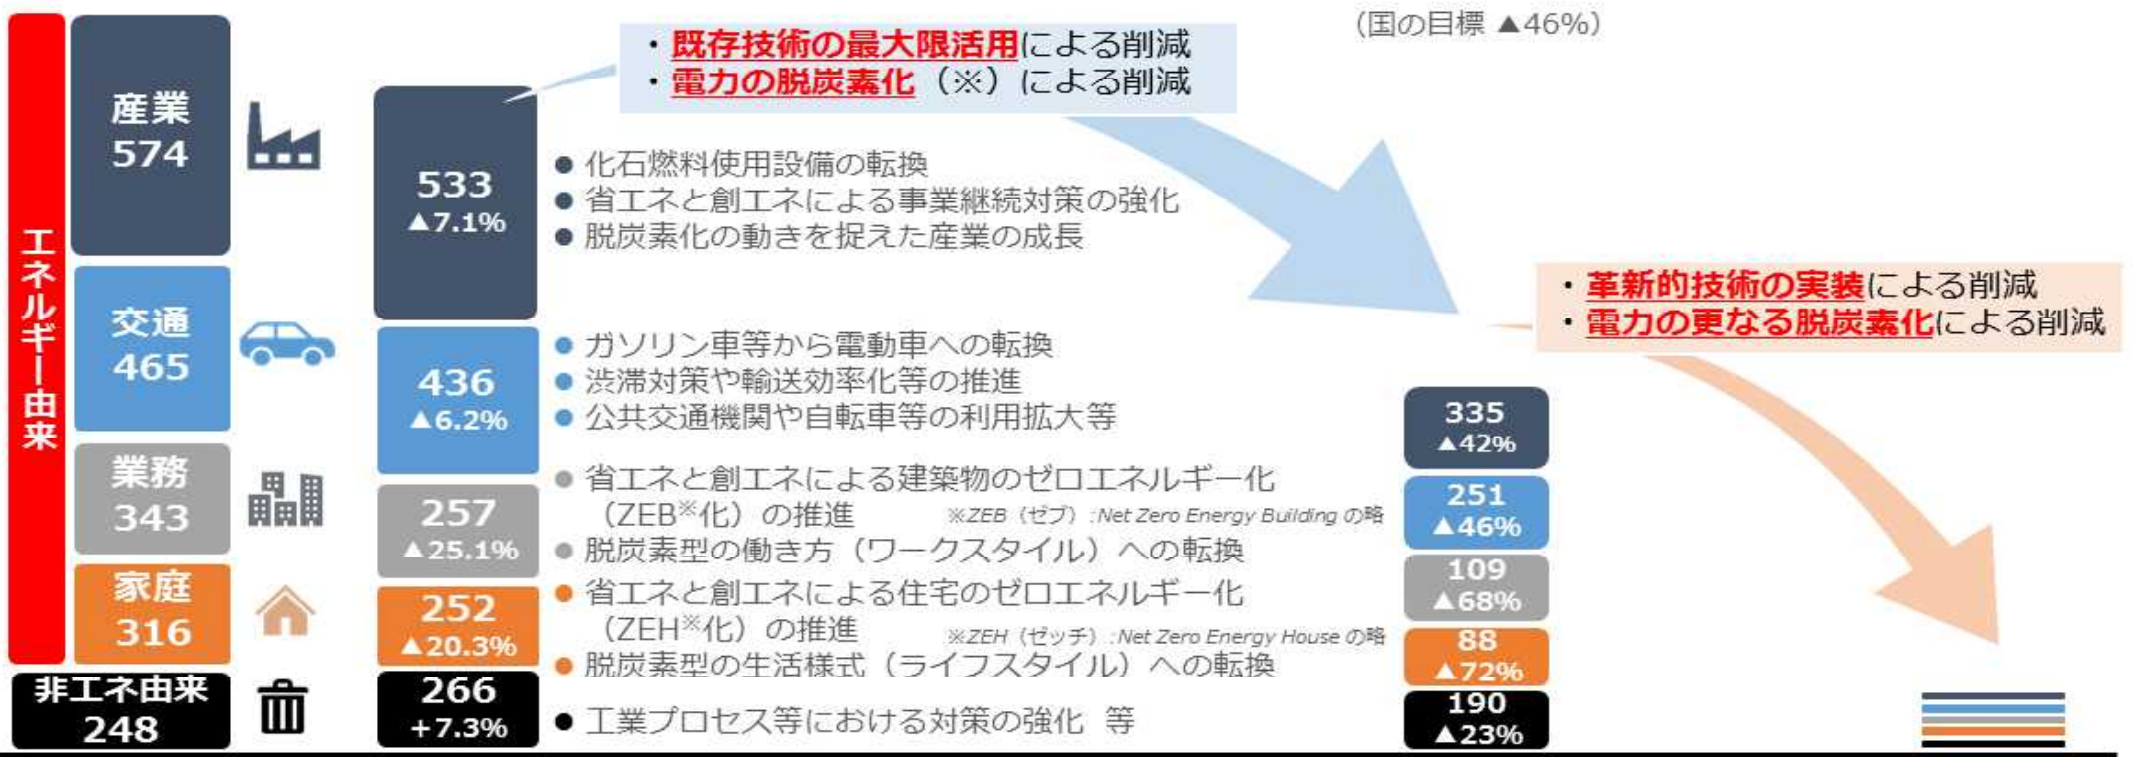 (国の目標 ▲46%)
・既存技術の最大限活用による削減
・電力の脱炭素化（※）による削減
エネルギー由来
産業
574
533
▲7.1%
● 化石燃料使用設備の転換
● 省エネと創エネによる事業継続対策の強化
● 脱炭素化の動きを捉えた産業の成長
・革新的技術の実装による削減
・電力の更なる脱炭素化による削減
交通
465
436
▲6.2%
● ガソリン車等から電動車への転換
● 渋滞対策や輸送効率化等の推進
● 公共交通機関や自転車等の利用拡大等
335
▲42%
業務
343
257
▲25.1%
● 省エネと創エネによる建築物のゼロエネルギー化
（ZEB※化）の推進 ※ZEB（ゼブ）:Net Zero Energy Building の略
● 脱炭素型の働き方（ワークスタイル）への転換
251
▲46%
109
▲68%
家庭
316
252
▲20.3%
● 省エネと創エネによる住宅のゼロエネルギー化
（ZEH※化）の推進 ※ZEH（ゼッチ）:Net Zero Energy House の略
● 脱炭素型の生活様式（ライフスタイル）への転換
88
▲72%
非エネ由来
248
266
+7.3%
● 工業プロセス等における対策の強化 等
190
▲23%